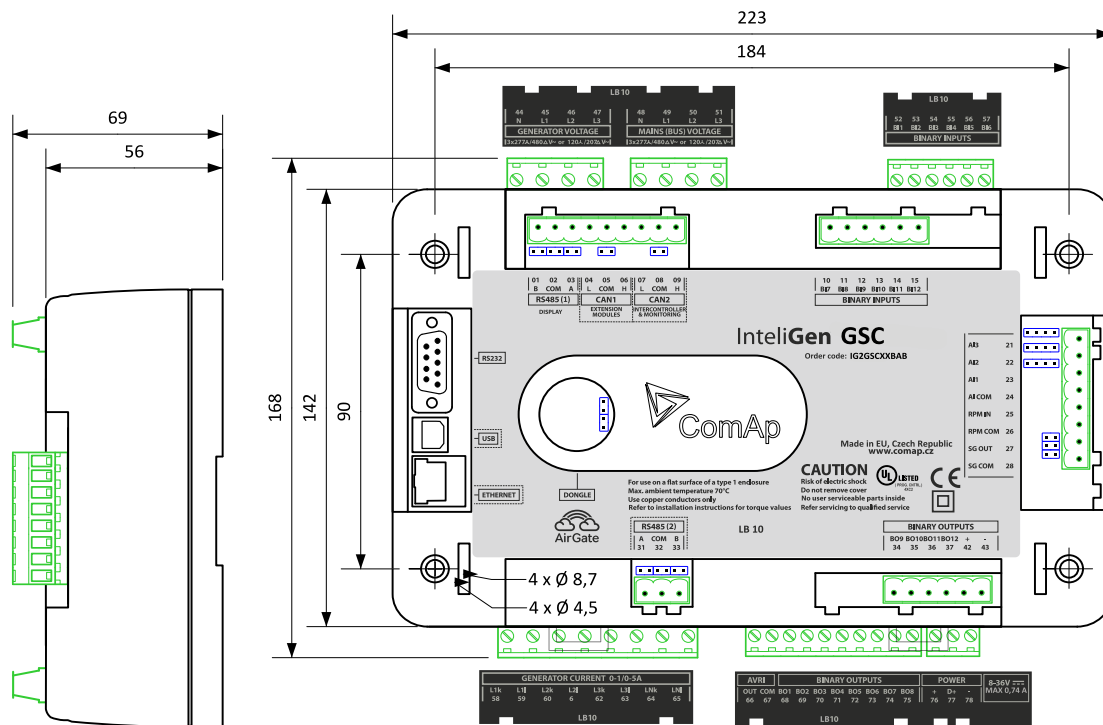 223
184
69
56
168
142
90
LB 10
44 45 46 47 48 49 50 51
N L1 L2 L3 N L1 L2 L3
GENERATOR VOLTAGE MAINS (BUS) VOLTAGE
LB 10
52 53 54 55 56 57
BI1 BI2 BI3 BI4 BI5 BI6
BINARY INPUTS
01 02 03 04 05 06 07 08 09
B COM A L COM H L COM H
RS485 (1) CAN1 CAN2
DISPLAY
EXTENSION
MODULES
INTERCONTROLLER
& MONITORING
10 11 12 13 14 15
BI7 BI8 BI9 BI10 BI11 BI12
BINARY INPUTS
InteliGen GSC
Order code: IG2GSCXXBAB
RS232
USB
ETHERNET
DONGLE
AirGate
ComAp
AI3 21
AI2 22
AI1 23
AI COM 24
RPM IN 25
RPM COM 26
SG OUT 27
SG COM 28
Made in EU, Czech Republic
www.comap.cz
CAUTION
Risk of electric shock
Do not remove cover
No user serviceable parts inside
Refer servicing to qualified service
UL LISTED
CE
For use on a flat surface of a type 1 enclosure
Max. ambient temperature 70°C
Use copper conductors only
Refer to installation instructions for torque values
RS485 (2)
A COM B
31 32 33
LB 10
BINARY OUTPUTS
BO9 BO10 BO11 BO12 + -
34 35 36 37 42 43
4 x Ø 8,7
4 x Ø 4,5
GENERATOR CURRENT 0-1/0-5A
L1k L1l L2k L2l L3k L3l LNk LNl
58 59 60 6 62 63 64 65
LB10
AVRI BINARY OUTPUTS POWER
OUT COM BO1 BO2 BO3 BO4 BO5 BO6 BO7 BO8 + D+ -
66 67 68 69 70 71 72 73 74 75 76 77 78
8-36V
MAX 0,74 A
LB10